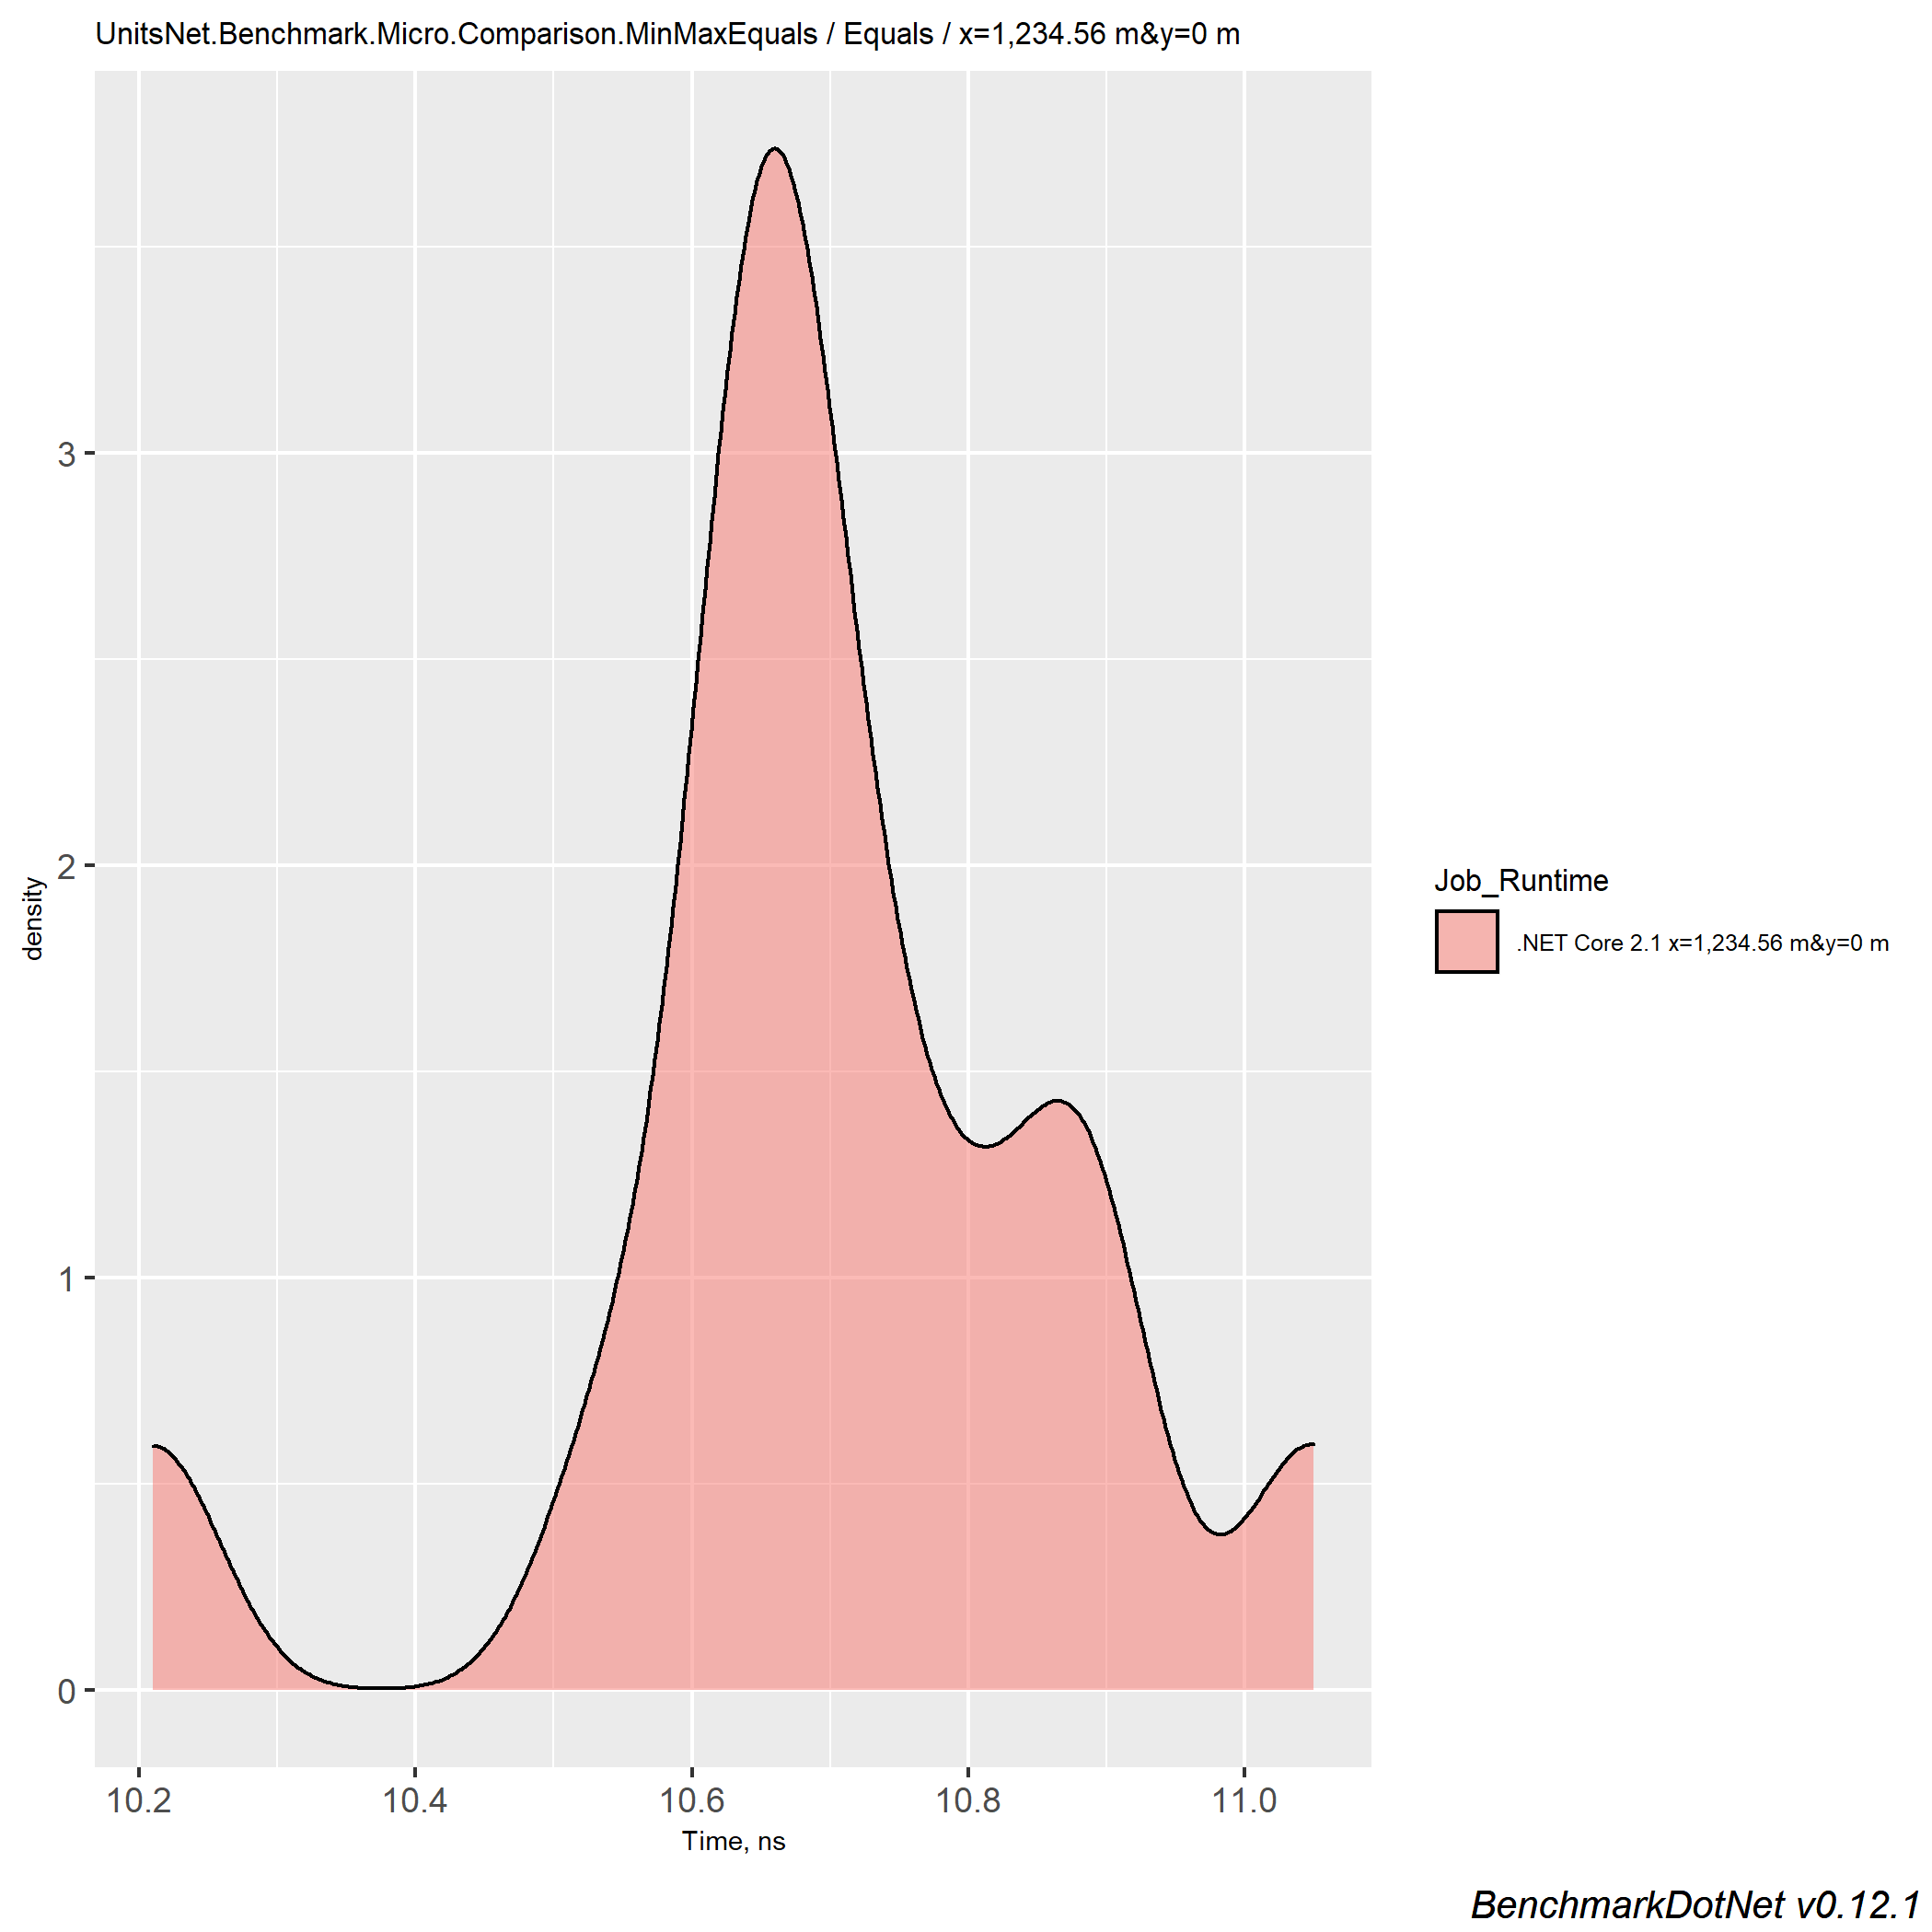 UnitsNet.Benchmark.Micro.Comparison.MinMaxEquals / Equals / x=1,234.56 m&y=0 m
3
2
1
0
density
10.2 10.4 10.6 10.8 11.0
Time, ns
Job_Runtime
.NET Core 2.1 x=1,234.56 m&y=0 m
BenchmarkDotNet v0.12.1